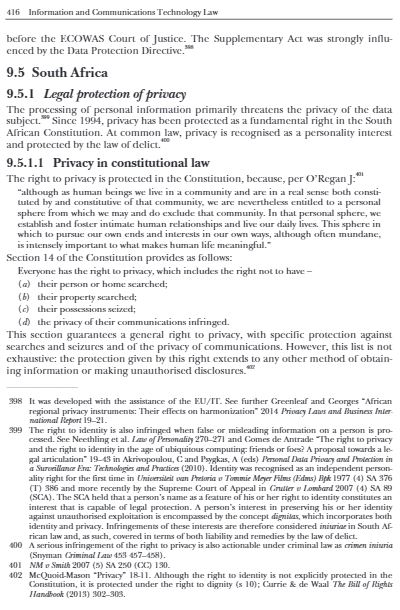 416    Information and Communications Technology Law
before the ECOWAS Court of Justice. The Supplementary Act was strongly influ-
enced by the Data Protection Directive.398
9.5 South Africa
9.5.1 Legal protection of privacy
The processing of personal information primarily threatens the privacy of the data
subject.399 Since 1994, privacy has been protected as a fundamental right in the South
African Constitution. At common law, privacy is recognised as a personality interest
and protected by the law of delict.400
9.5.1.1 Privacy in constitutional law
The right to privacy is protected in the Constitution, because, per O'Regan J:401
"although as human beings we live in a community and are in a real sense both consti-
tuted by and constitutive of that community, we are nevertheless entitled to a personal
sphere from which we may and do exclude that community. In that personal sphere, we
establish and foster intimate human relationships and live our daily lives. This sphere in
which to pursue our own ends and interests in our own ways, although often mundane,
is intensely important to what makes human life meaningful."
Section 14 of the Constitution provides as follows:
Everyone has the right to privacy, which includes the right not to have –
(a) their person or home searched;
(b) their property searched;
(c) their possessions seized;
(d) the privacy of their communications infringed.
This section guarantees a general right to privacy, with specific protection against
searches and seizures and of the privacy of communications. However, this list is not
exhaustive: the protection given by this right extends to any other method of obtain-
ing information or making unauthorised disclosures.402
398 It was developed with the assistance of the EU/IT. See further Greenleaf and Georges "African
regional privacy instruments: Their effects on harmonization" 2014 Privacy Laws and Business Inter-
national Report 19–21.
399 The right to identity is also infringed when false or misleading information on a person is pro-
cessed. See Neethling et al. Law of Personality 270–271 and Gomes de Antrade "The right to privacy
and the right to identity in the age of ubiquitous computing: friends or foes? A proposal towards a le-
gal articulation" 19–43 in Akrivopoulou, C and Psygkas, A (eds) Personal Data Privacy and Protection in
a Surveillance Era: Technologies and Practices (2010). Identity was recognised as an independent person-
ality right for the first time in Universiteit van Pretoria v Tommie Meyer Films (Edms) Bpk 1977 (4) SA 376
(T) 386 and more recently by the Supreme Court of Appeal in Grutter v Lombard 2007 (4) SA 89
(SCA). The SCA held that a person's name as a feature of his or her right to identity constitutes an
interest that is capable of legal protection. A person's interest in preserving his or her identity
against unauthorised exploitation is encompassed by the concept dignitas, which incorporates both
identity and privacy. Infringements of these interests are therefore considered iniuriae in South Af-
rican law and, as such, covered in terms of both liability and remedies by the law of delict.
400 A serious infringement of the right to privacy is also actionable under criminal law as crimen iniuria
(Snyman Criminal Law 453 457–458).
401 NM v Smith 2007 (5) SA 250 (CC) 130.
402 McQuoid-Mason "Privacy" 18-11. Although the right to identity is not explicitly protected in the
Constitution, it is protected under the right to dignity (s 10); Currie & de Waal The Bill of Rights
Handbook (2013) 302–303.